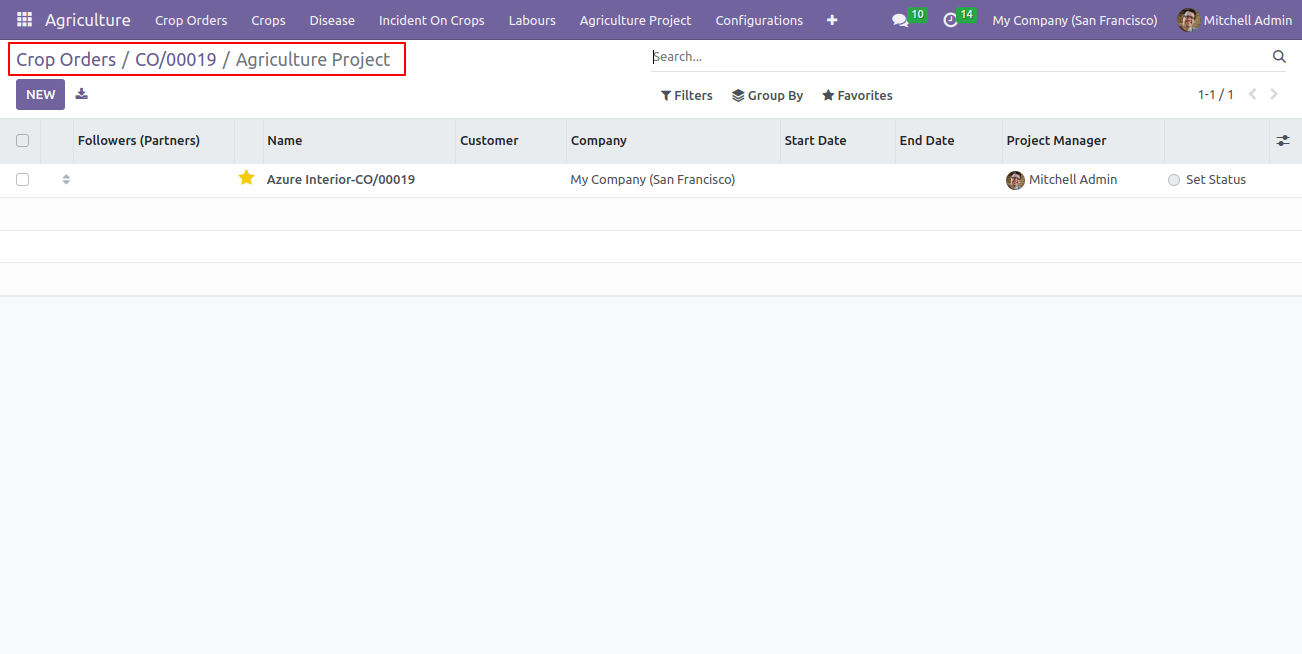 Agriculture Crop Orders Crops Disease Incident On Crops Labours Agriculture Project Configurations + 10 14 My Company (San Francisco) Mitchell Admin
Crop Orders / CO/00019 / Agriculture Project Search...
NEW Filters Group By Favorites 1-1 / 1
Followers (Partners) Name Customer Company Start Date End Date Project Manager
Azure Interior-CO/00019 My Company (San Francisco) Mitchell Admin Set Status